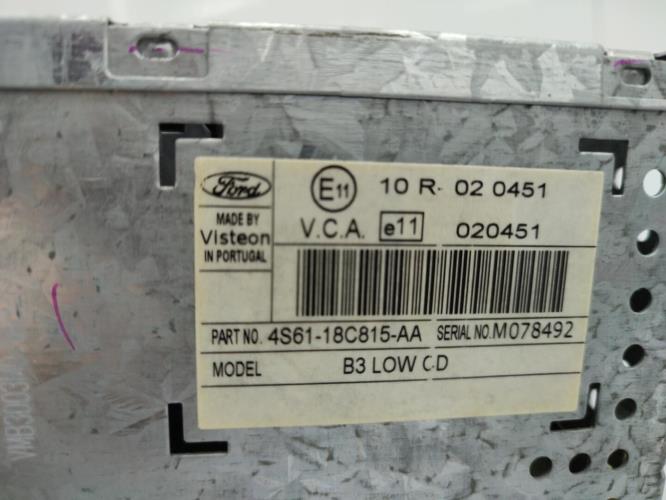 Ford
MADE BY
Visteon
IN PORTUGAL
E11 10 R- 02 0451
V.C.A. e11 020451
PART NO. 4S61-18C815-AA SERIAL NO. M078492
MODEL B3 LOW CD